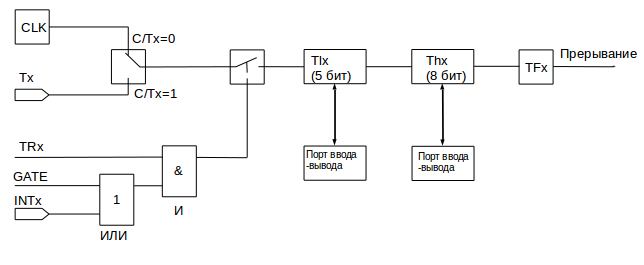 CLK
C/Tx=0
Tx
C/Tx=1
Tlx
(5 бит)
Thx
(8 бит)
TFx
Прерывание
Порт ввода
-вывода
Порт ввода
-вывода
TRx
GATE
INTx
1
ИЛИ
&
И